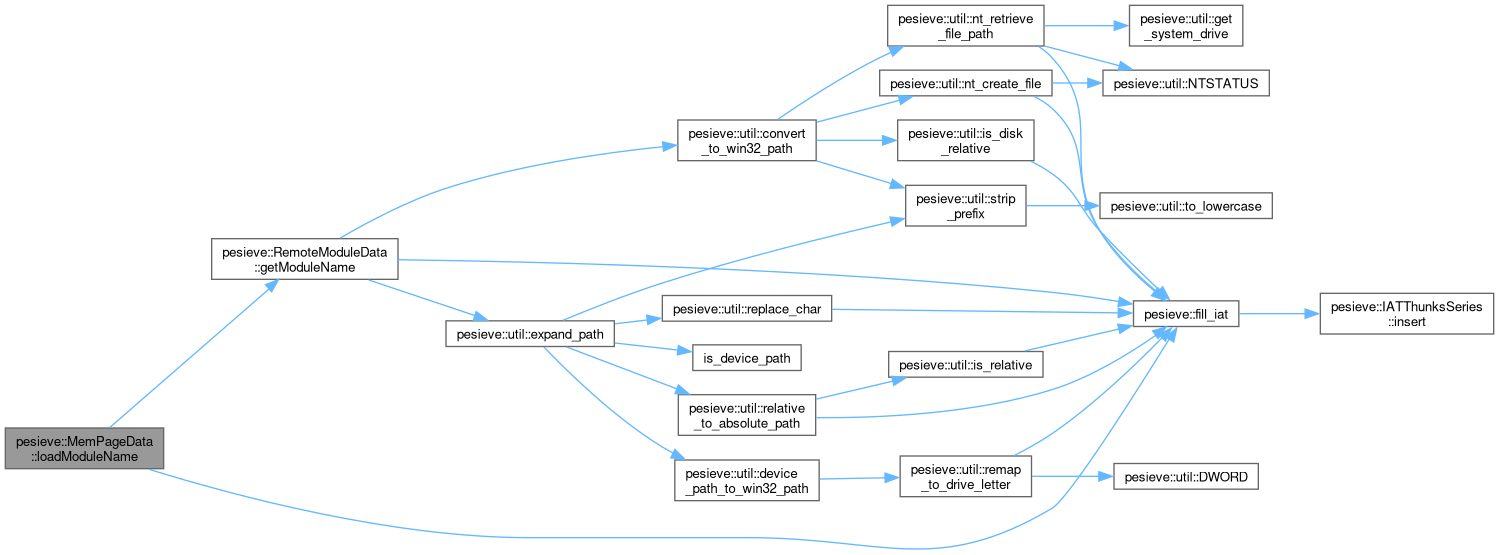 pesieve::MemPageData
::loadModuleName
pesieve::RemoteModuleData
::getModuleName
pesieve::util::convert
_to_win32_path
pesieve::util::expand_path
pesieve::util::nt_retrieve
_file_path
pesieve::util::nt_create_file
pesieve::util::is_disk
_relative
pesieve::util::strip
_prefix
pesieve::util::replace_char
is_device_path
pesieve::util::relative
_to_absolute_path
pesieve::util::device
_path_to_win32_path
pesieve::util::is_relative
pesieve::util::remap
_to_drive_letter
pesieve::util::get
_system_drive
pesieve::util::NTSTATUS
pesieve::util::to_lowercase
pesieve::fill_iat
pesieve::util::DWORD
pesieve::IATThunksSeries
::insert